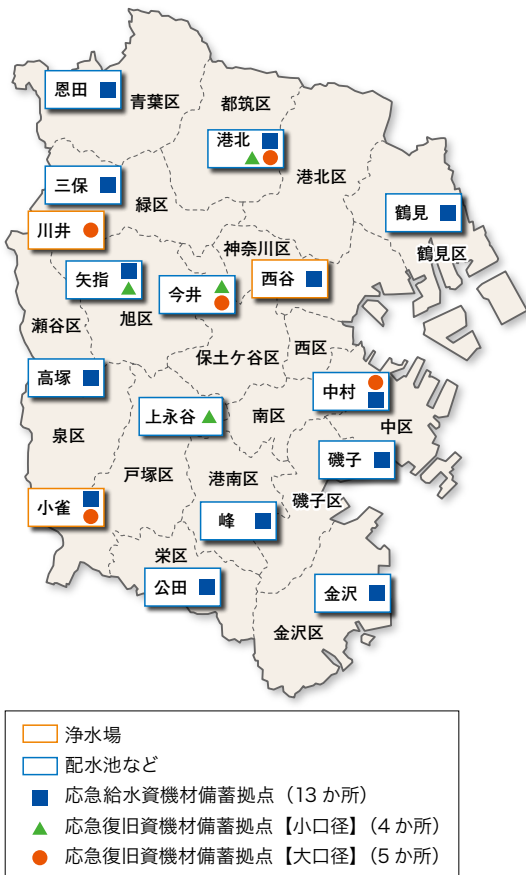 恩田
青葉区
都筑区
港北
港北区
三保
緑区
鶴見
川井
神奈川区
鶴見区
矢指
今井
西谷
瀬谷区
旭区
保土ケ谷区
西区
高塚
中村
上永谷
南区
中区
泉区
戸塚区
港南区
磯子
磯子区
小雀
峰
栄区
公田
金沢
金沢区
浄水場
配水池など
応急給水資機材備蓄拠点(13 か所)
応急復旧資機材備蓄拠点【小口径】(4 か所)
応急復旧資機材備蓄拠点【大口径】(5 か所)